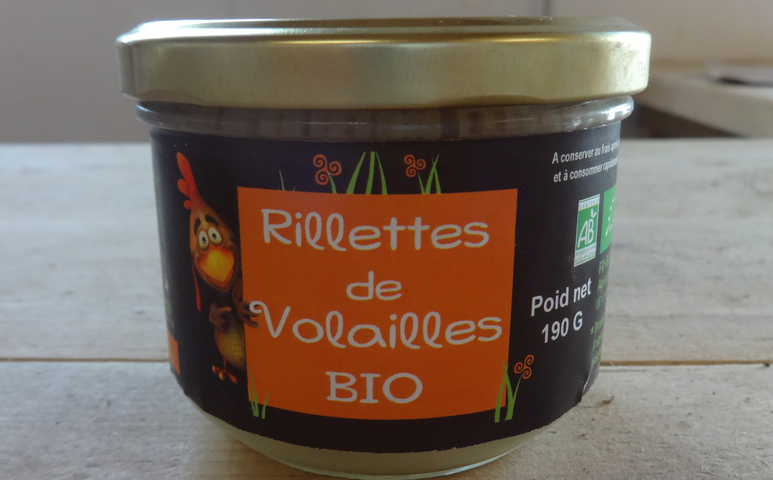 Rillettes
de
Volailles
BIO
A conserver au frais
et à consommer
AB
Poid net
190 G